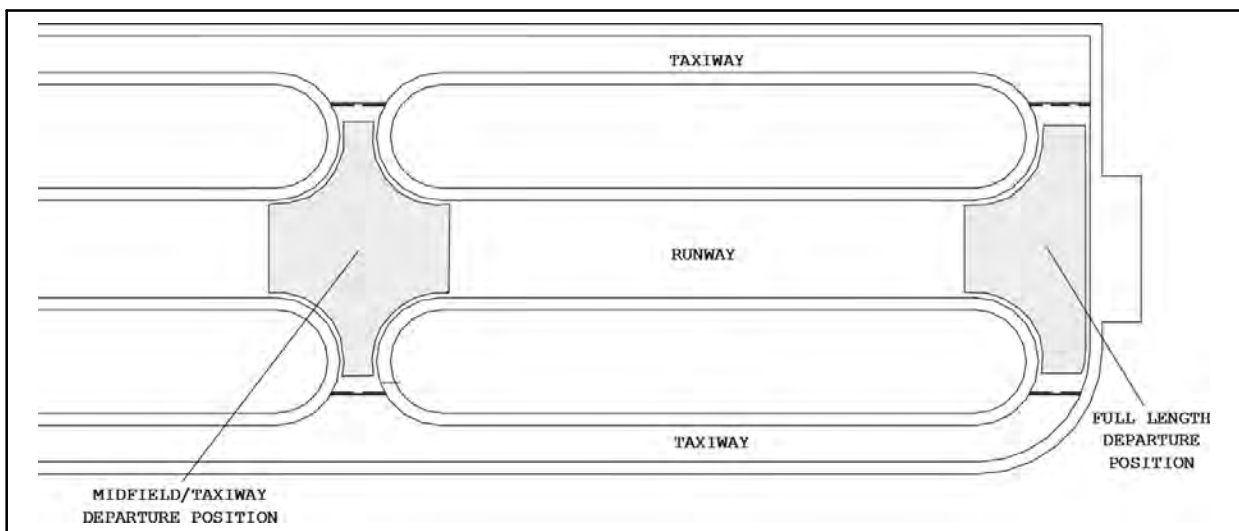 TAXIWAY
RUNWAY
FULL LENGTH
DEPARTURE
POSITION
TAXIWAY
MIDFIELD/TAXIWAY
DEPARTURE POSITION